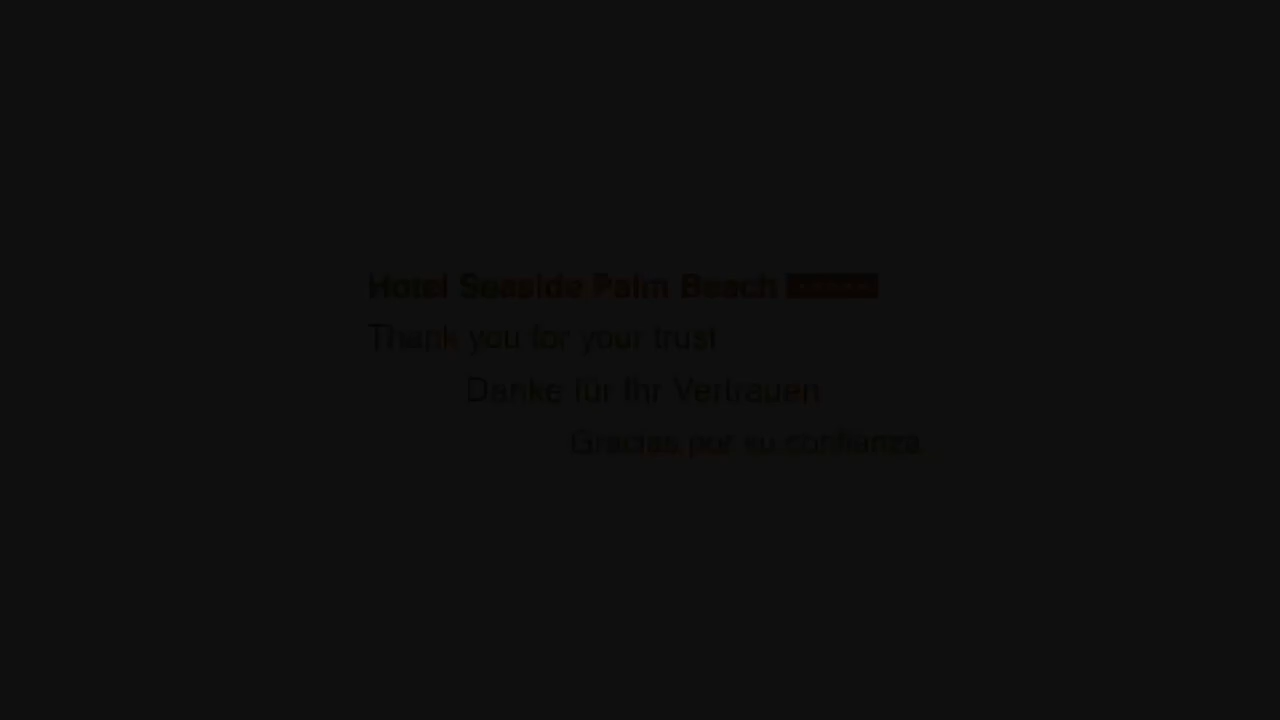 Hotel Seaside Palm Beach
Thank you for your trust
Danke für Ihr Vertrauen
Gracias por su confianza